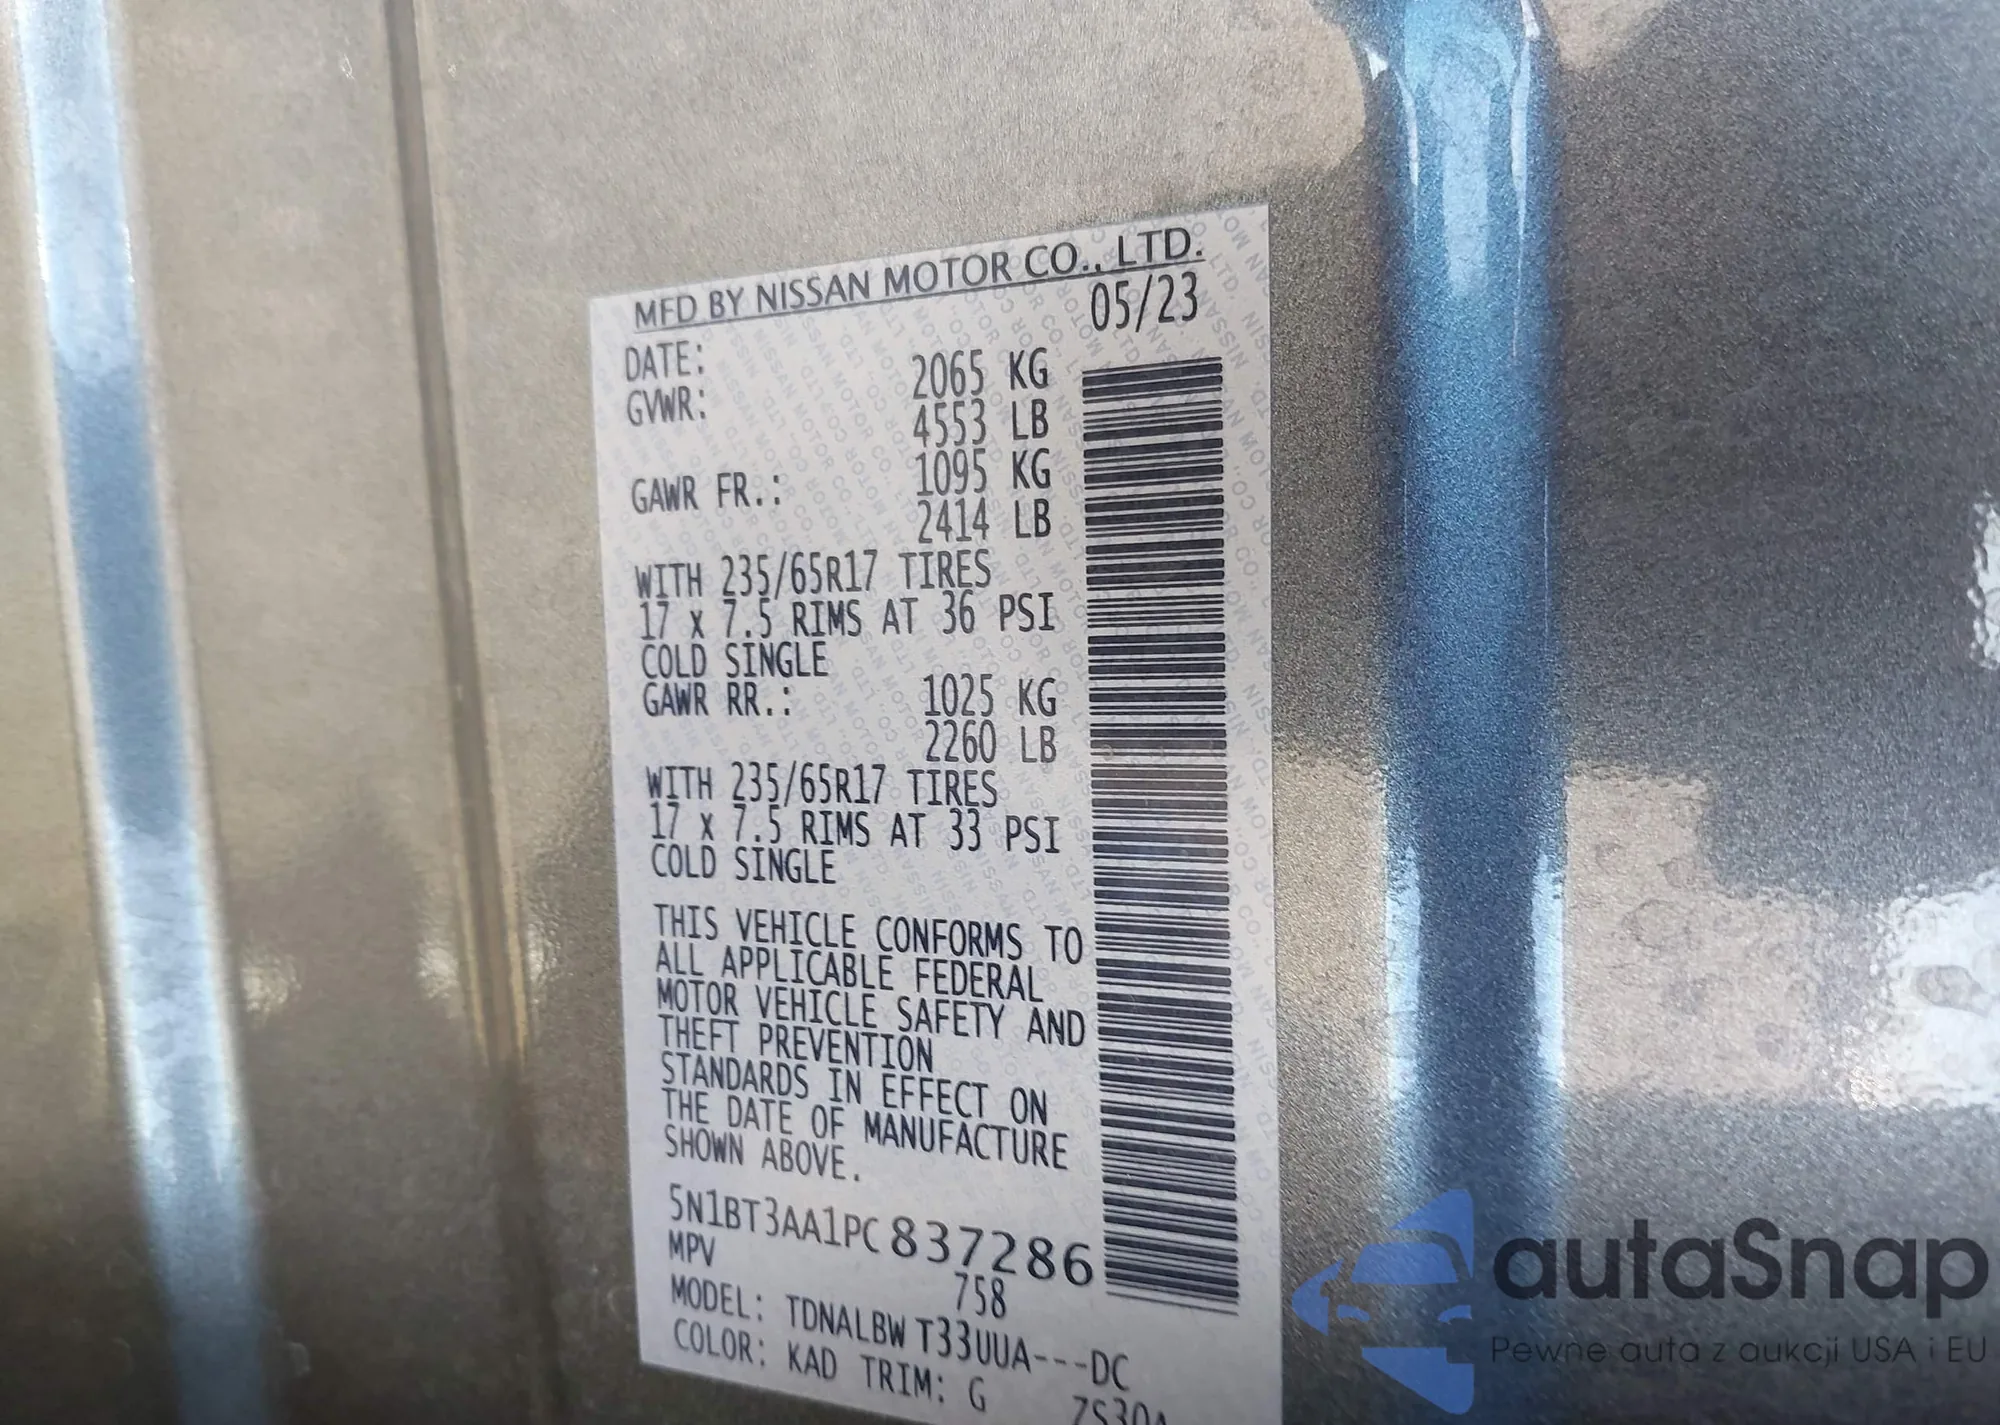 MFD BY NISSAN MOTOR CO., LTD.
DATE: 05/23
GVWR: 2065 KG
4553 LB
GAWR FR.: 1095 KG
2414 LB
WITH 235/65R17 TIRES
17 x 7.5 RIMS AT 36 PSI
COLD SINGLE
GAWR RR.: 1025 KG
2260 LB
WITH 235/65R17 TIRES
17 x 7.5 RIMS AT 33 PSI
COLD SINGLE
THIS VEHICLE CONFORMS TO
ALL APPLICABLE FEDERAL
MOTOR VEHICLE SAFETY AND
THEFT PREVENTION
STANDARDS IN EFFECT ON
THE DATE OF MANUFACTURE
SHOWN ABOVE.
5N1BT3AA1PC837286
MPV 758
MODEL: TDNALBW T33UUA---DC
COLOR: KAD TRIM: G
autaSnap
Pewne auta z aukcji USA i EU